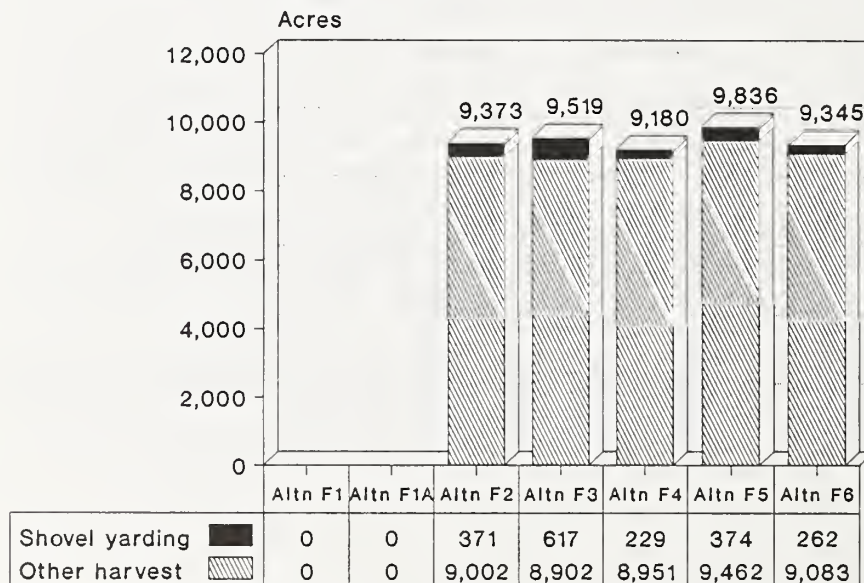 Acres
12,000
10,000
8,000
6,000
4,000
2,000
0
9,373 9,519 9,180 9,836 9,345
Altn F1 Altn F1A Altn F2 Altn F3 Altn F4 Altn F5 Altn F6
Shovel yarding 0 0 371 617 229 374 262
Other harvest 0 0 9,002 8,902 8,951 9,462 9,083